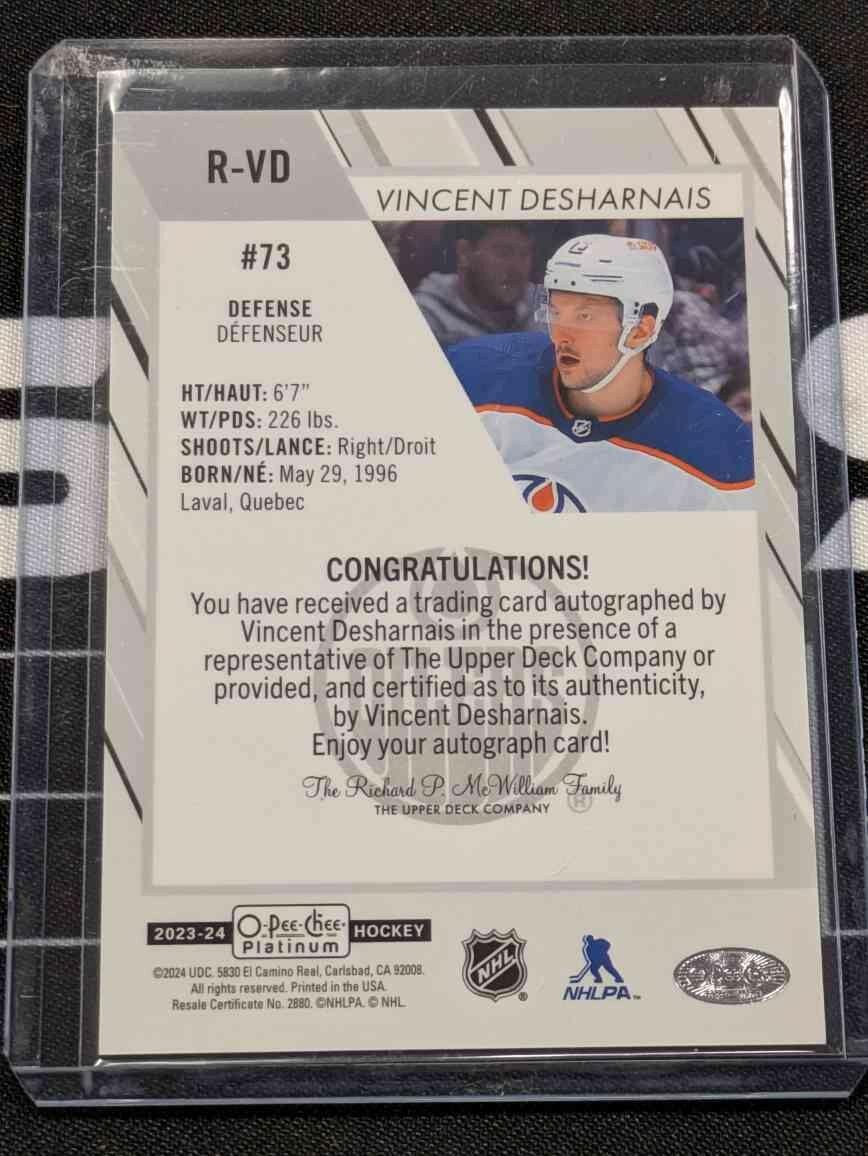 R-VD
VINCENT DESHARNAIS
#73
DEFENSE
DÉFENSEUR
HT/HAUT: 6'7"
WT/PDS: 226 lbs.
SHOOTS/LANCE: Right/Droit
BORN/NÉ: May 29, 1996
Laval, Quebec
CONGRATULATIONS!
You have received a trading card autographed by
Vincent Desharnais in the presence of a
representative of The Upper Deck Company or
provided, and certified as to its authenticity,
by Vincent Desharnais.
Enjoy your autograph card!
OILERS
The Richard P. McWilliam Family
®
THE UPPER DECK COMPANY
2023-24 O-Pee-Chee® Platinum HOCKEY
©2024 UDC. 5830 El Camino Real, Carlsbad, CA 92008.
All rights reserved. Printed in the USA.
Resale Certificate No. 2880. ©NHLPA. © NHL.
NHL ®
NHLPA™